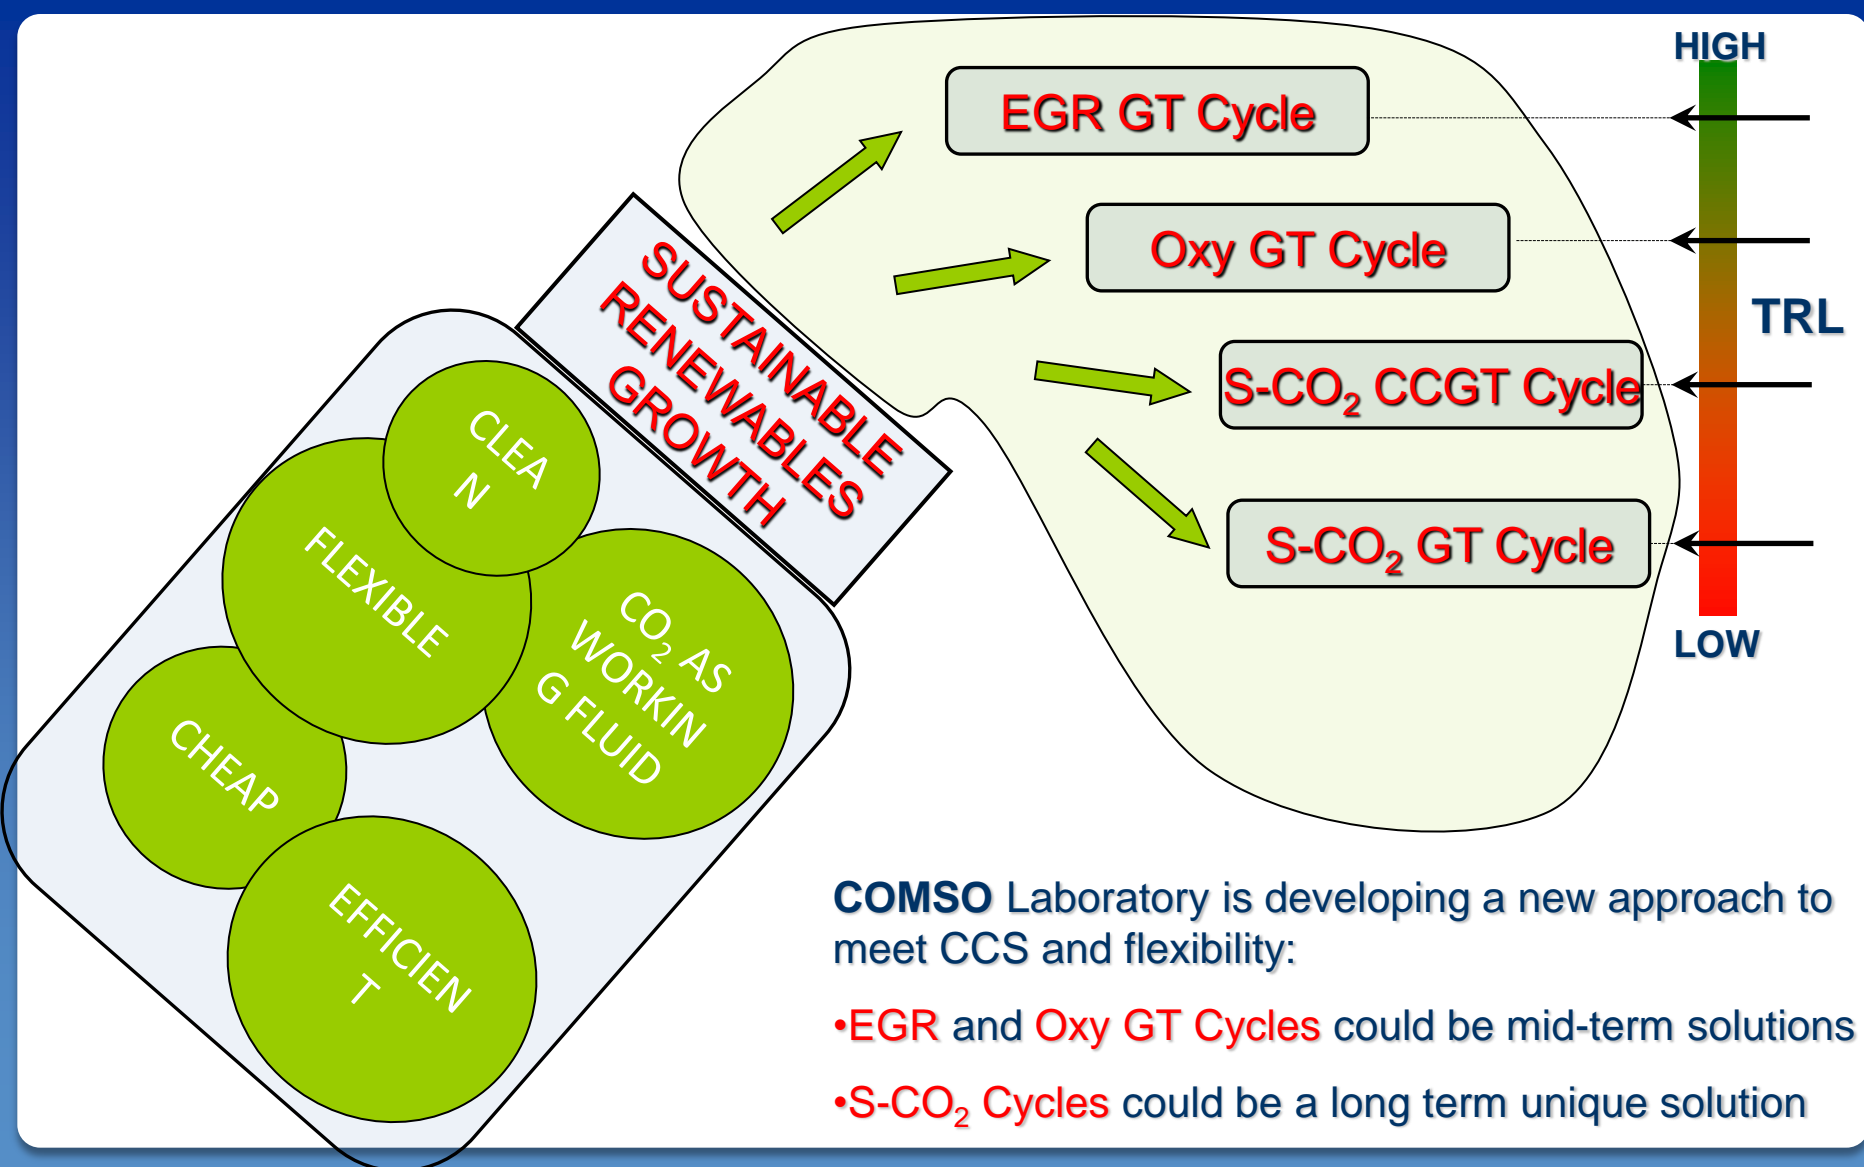 HIGH
EGR GT Cycle
Oxy GT Cycle
TRL
S-CO₂ CCGT Cycle
S-CO₂ GT Cycle
LOW
SUSTAINABLE
RENEWABLES
GROWTH
CLEA
N
FLEXIBLE
CO₂ AS
WORKIN
G FLUID
CHEAP
EFFICIEN
T
COMSO Laboratory is developing a new approach to
meet CCS and flexibility:
•EGR and Oxy GT Cycles could be mid-term solutions
•S-CO₂ Cycles could be a long term unique solution